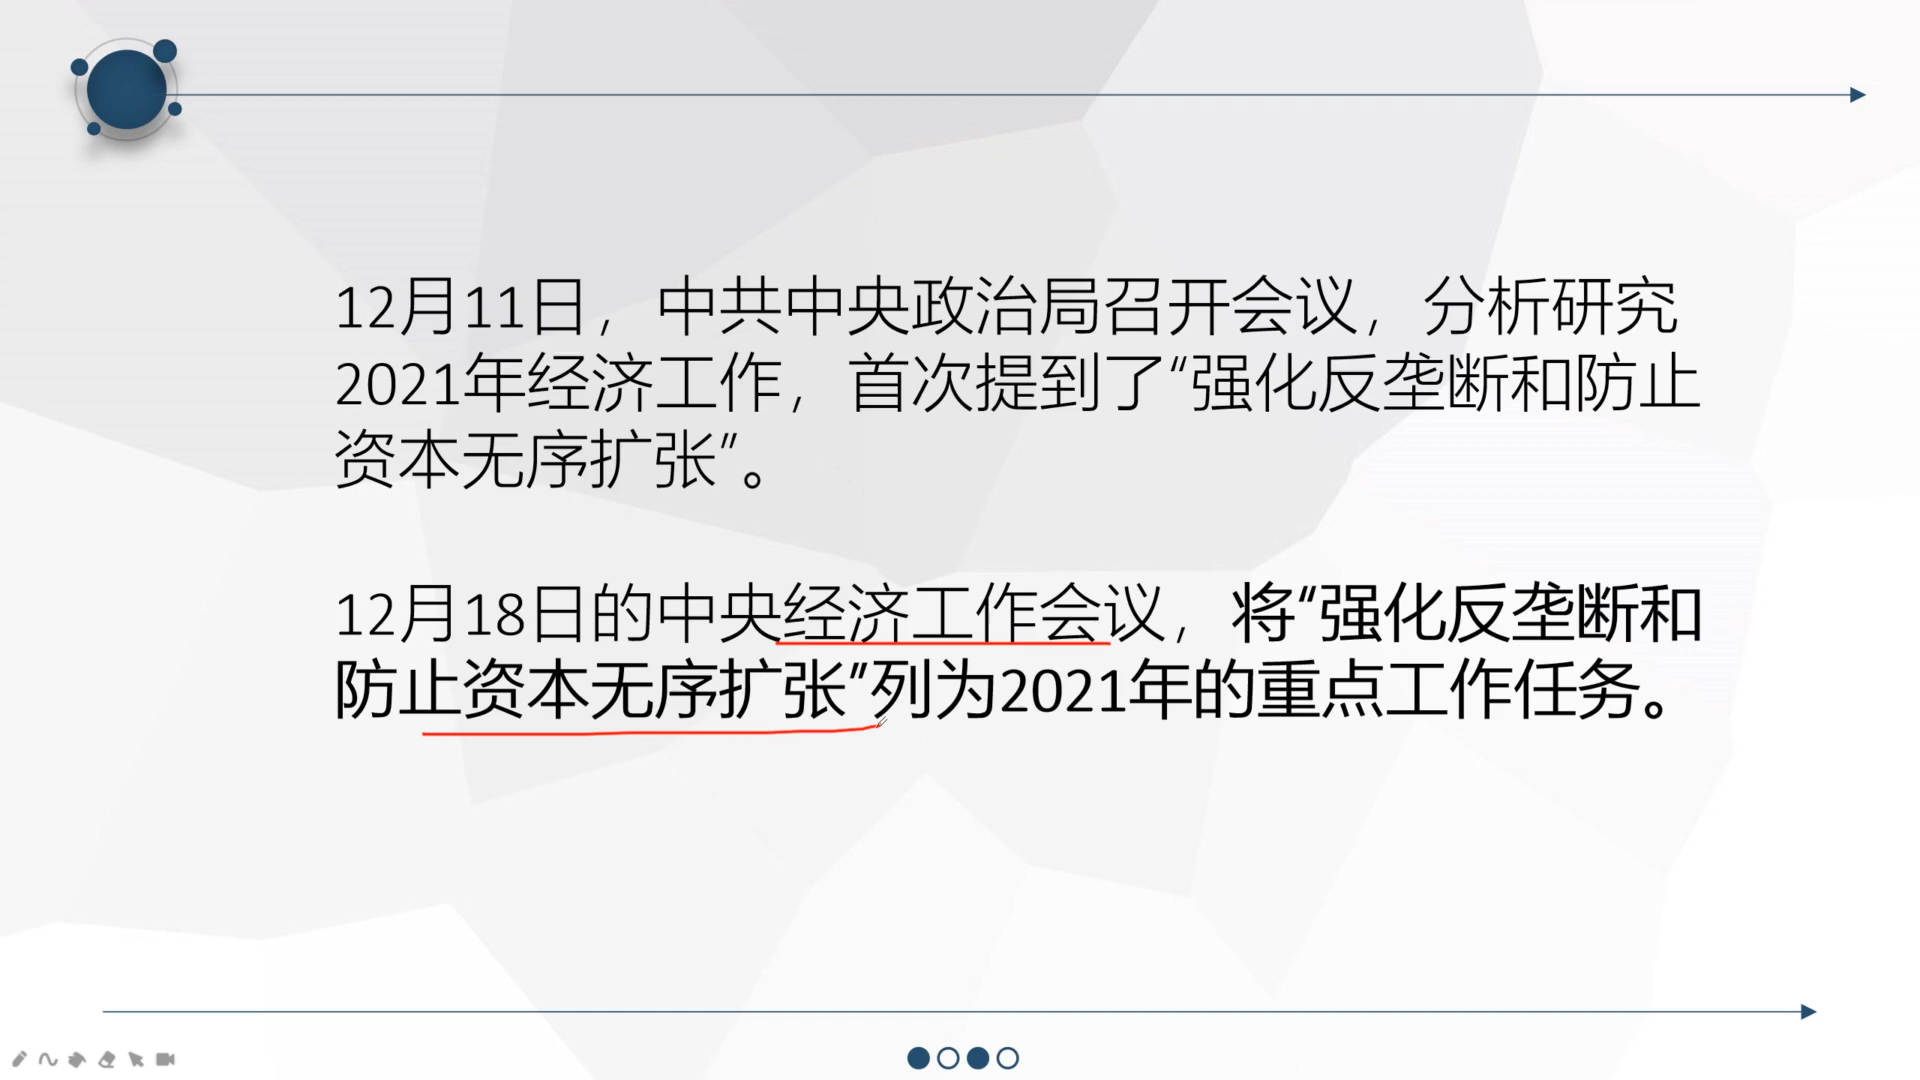 12月11日，中共中央政治局召开会议，分析研究
2021年经济工作，首次提到了“强化反垄断和防止
资本无序扩张”。
12月18日的中央经济工作会议，将“强化反垄断和
防止资本无序扩张”列为2021年的重点工作任务。